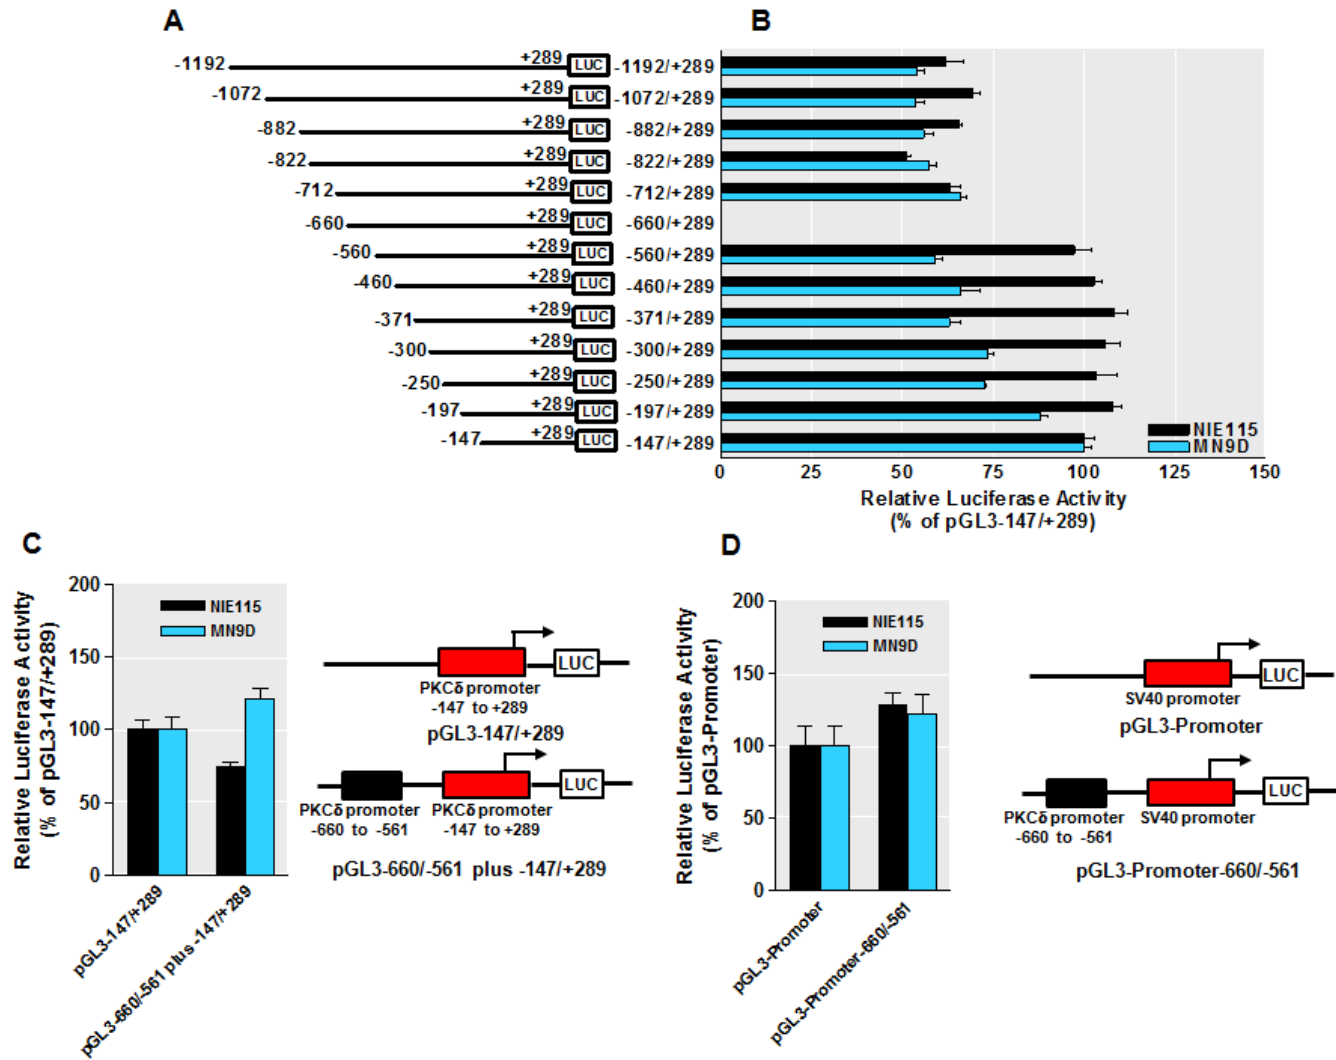 A
B
-1192 +289 LUC -1192/+289
-1072 +289 LUC -1072/+289
-882 +289 LUC -882/+289
-822 +289 LUC -822/+289
-712 +289 LUC -712/+289
-660 +289 LUC -660/+289
-560 +289 LUC -560/+289
-460 +289 LUC -460/+289
-371 +289 LUC -371/+289
-300 +289 LUC -300/+289
-250 +289 LUC -250/+289
-197 +289 LUC -197/+289
-147 +289 LUC -147/+289
NIE115
MN9D
0 25 50 75 100 125 150
Relative Luciferase Activity
(% of pGL3-147/+289)
C
Relative Luciferase Activity
(% of pGL3-147/+289)
200
150
100
50
0
NIE115
MN9D
pGL3-147/+289
pGL3-660/-561 plus -147/+289
LUC
PKCδ promoter
-147 to +289
pGL3-147/+289
LUC
PKCδ promoter
-660 to -561
PKCδ promoter
-147 to +289
pGL3-660/-561 plus -147/+289
D
Relative Luciferase Activity
(% of pGL3-Promoter)
200
150
100
50
0
NIE115
MN9D
pGL3-Promoter
pGL3-Promoter-660/-561
LUC
SV40 promoter
pGL3-Promoter
LUC
PKCδ promoter
-660 to -561
SV40 promoter
pGL3-Promoter-660/-561